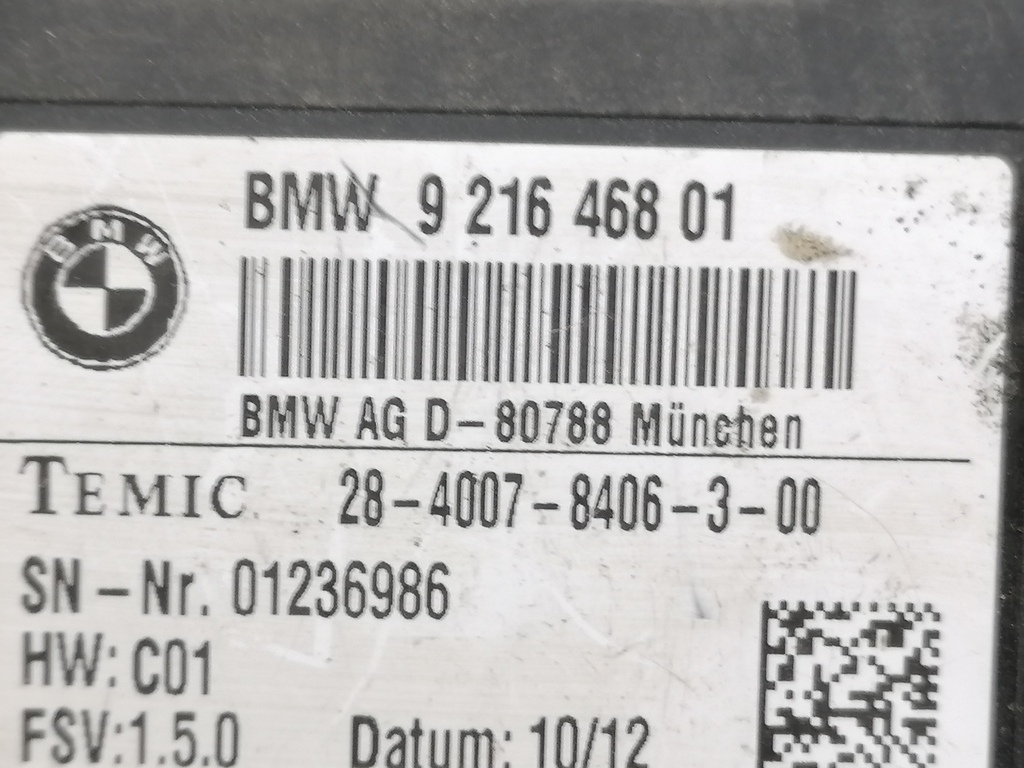 BMW 9 216 468 01
BMW
BMW AG D-80788 München
TEMIC 28-4007-8406-3-00
SN-Nr. 01236986
HW: C01
FSV:1.5.0 Datum: 10/12